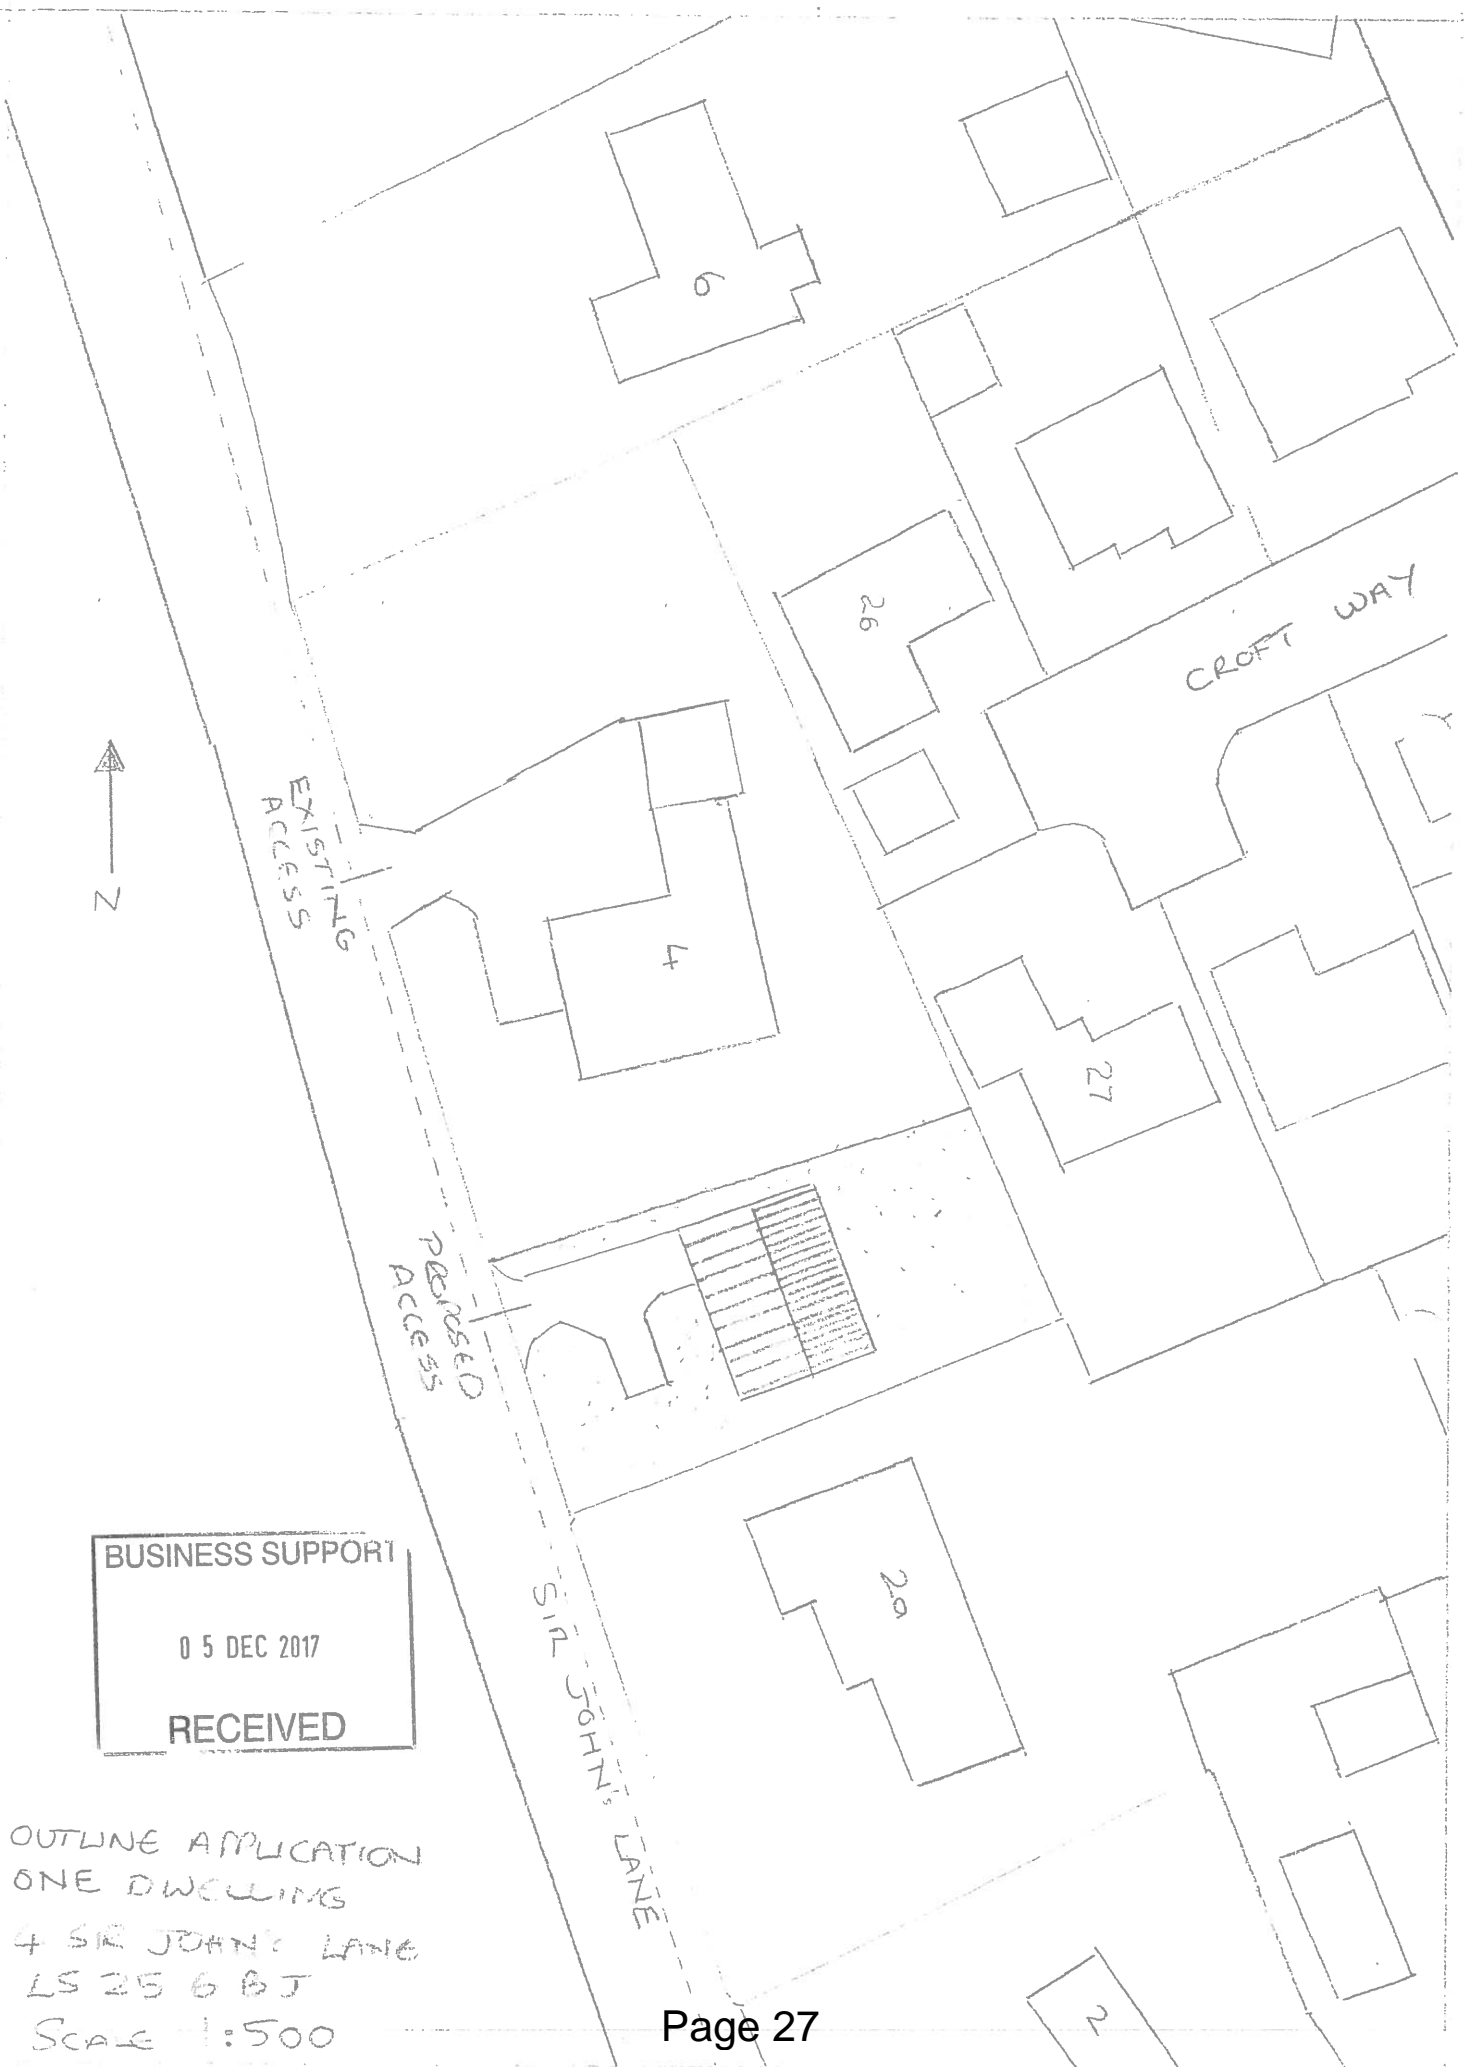 6
26
CROFT WAY
EXISTING
ACCESS
N
4
27
PROPOSED
ACCESS
BUSINESS SUPPORT
05 DEC 2017
RECEIVED
2a
SIR JOHN'S LANE
OUTLINE APPLICATION
ONE DWELLING
4 SIR JOHN'S LANE
LS25 6BJ
SCALE 1:500
2
Page 27